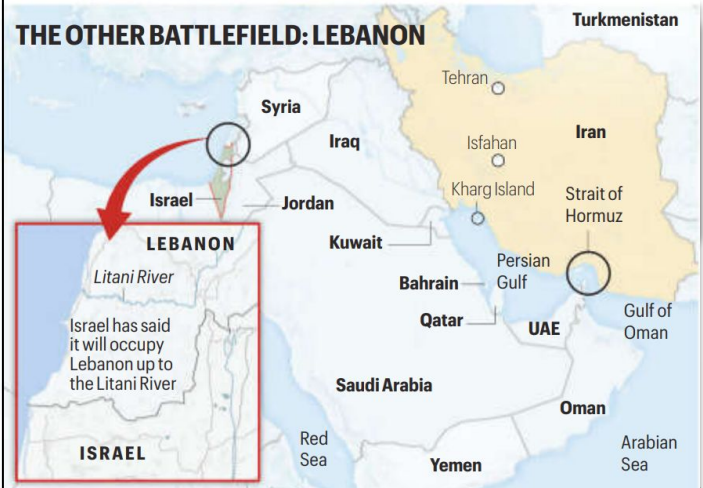 THE OTHER BATTLEFIELD: LEBANON
Turkmenistan
Tehran
Syria
Iraq
Isfahan
Iran
Israel
Jordan
Kharg Island
Strait of
Hormuz
Kuwait
Bahrain
Persian
Gulf
Qatar
UAE
Gulf of
Oman
Saudi Arabia
Oman
Red
Sea
Yemen
Arabian
Sea
LEBANON
Litani River
Israel has said
it will occupy
Lebanon up to
the Litani River
ISRAEL